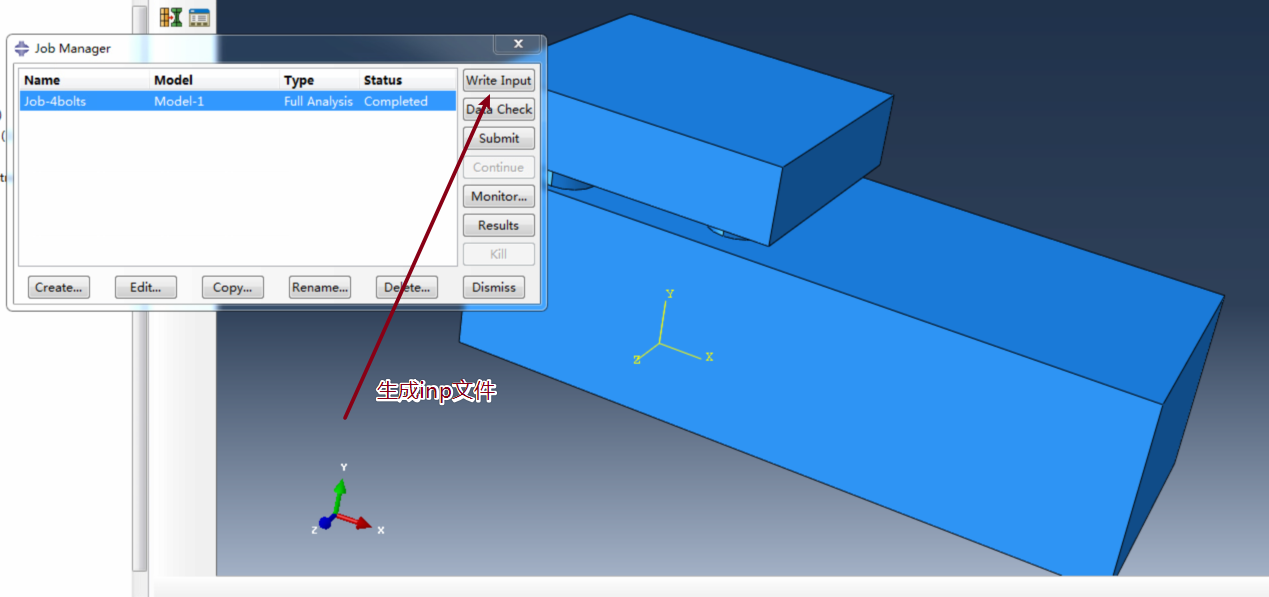 Job Manager
Name Model Type Status
Job-4bolts Model-1 Full Analysis Completed
Write Input
Data Check
Submit
Continue
Monitor...
Results
Kill
Create... Edit... Copy... Rename... Delete... Dismiss
Y
X
Z
生成inp文件
Y
Z
X